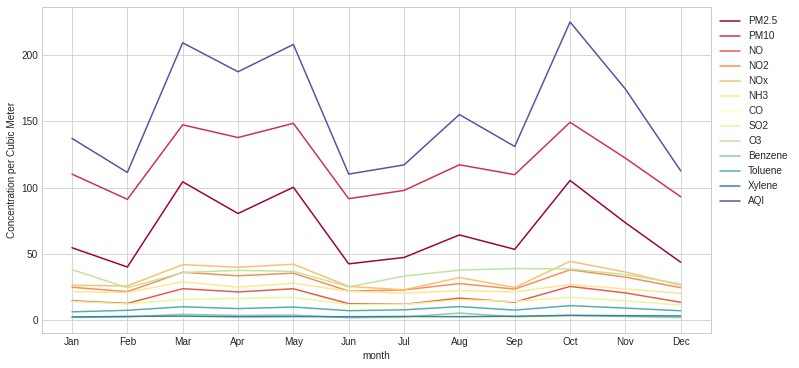 PM2.5
PM10
NO
NO2
NOx
NH3
CO
SO2
O3
Benzene
Toluene
Xylene
AQI
Concentration per Cubic Meter
200
150
100
50
0
Jan Feb Mar Apr May Jun Jul Aug Sep Oct Nov Dec
month